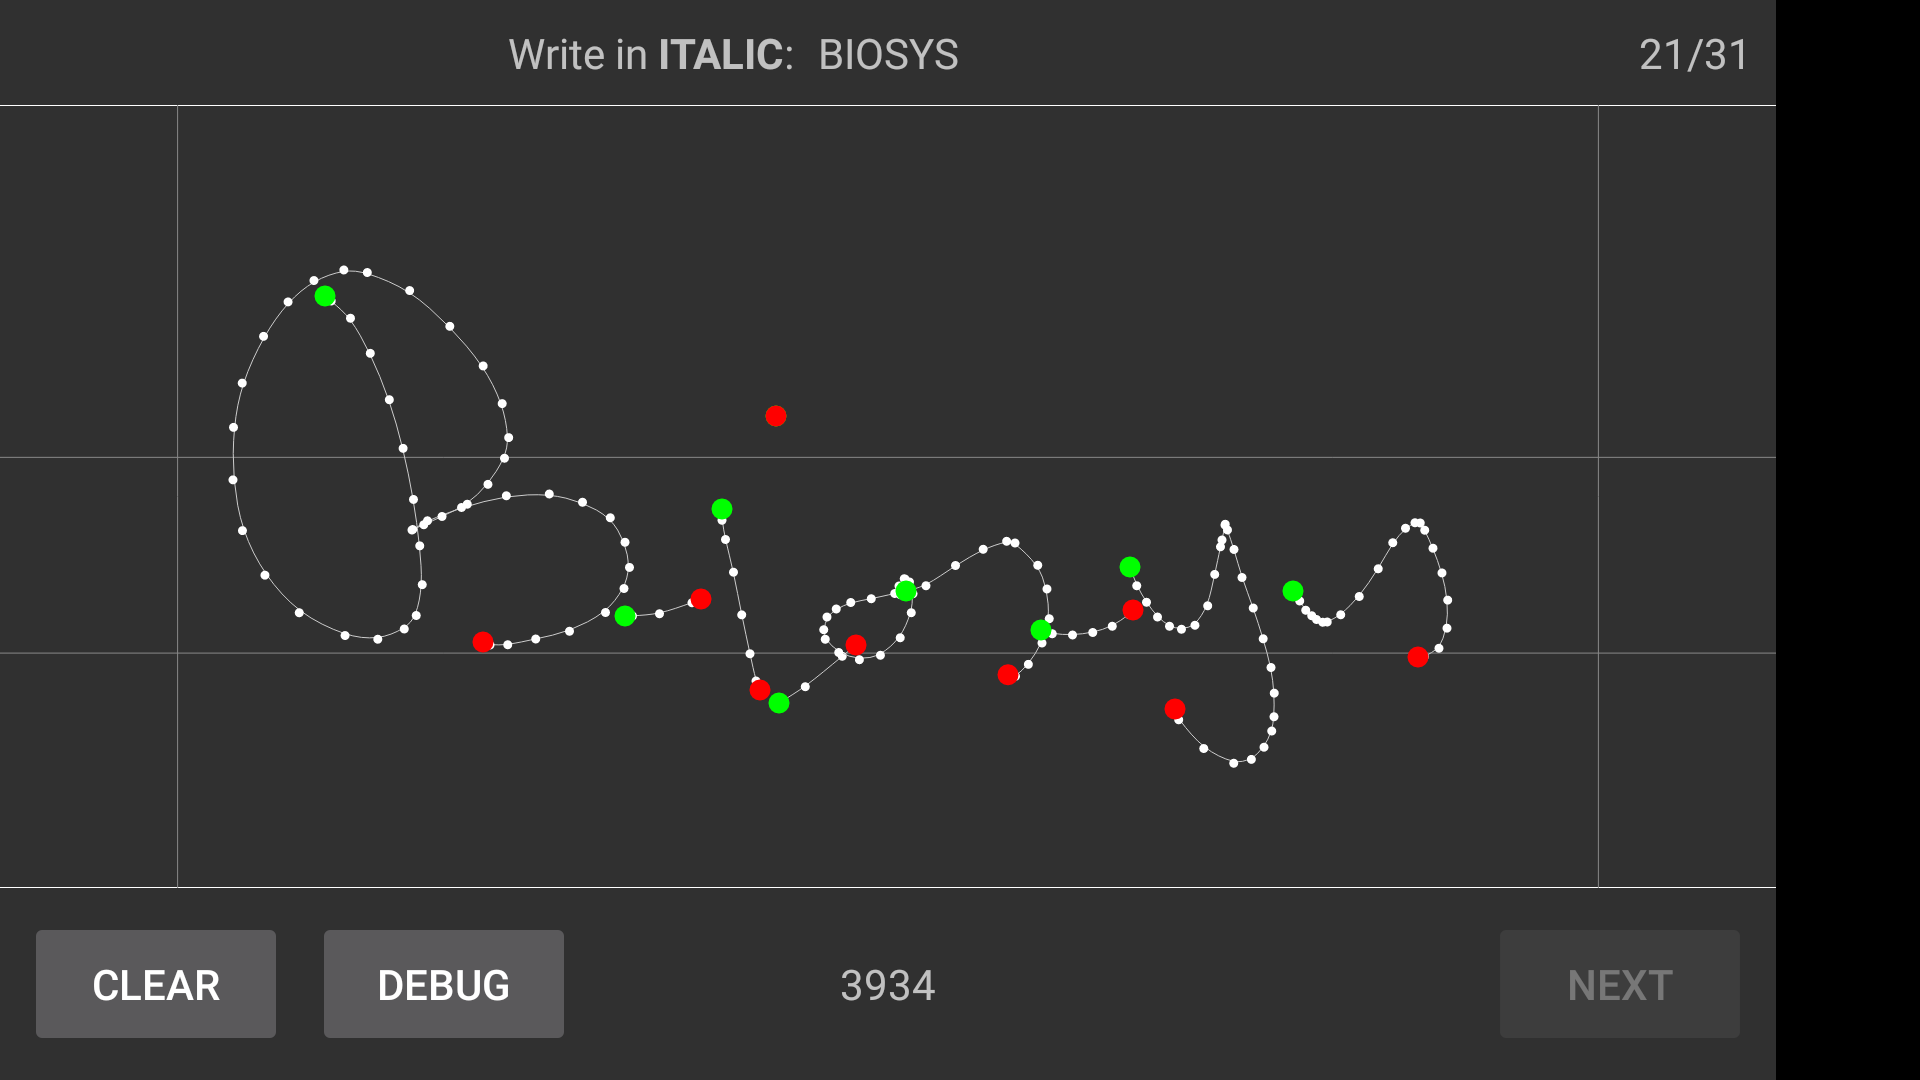 Write in ITALIC: BIOSYS
21/31
Biosys
CLEAR
DEBUG
3934
NEXT